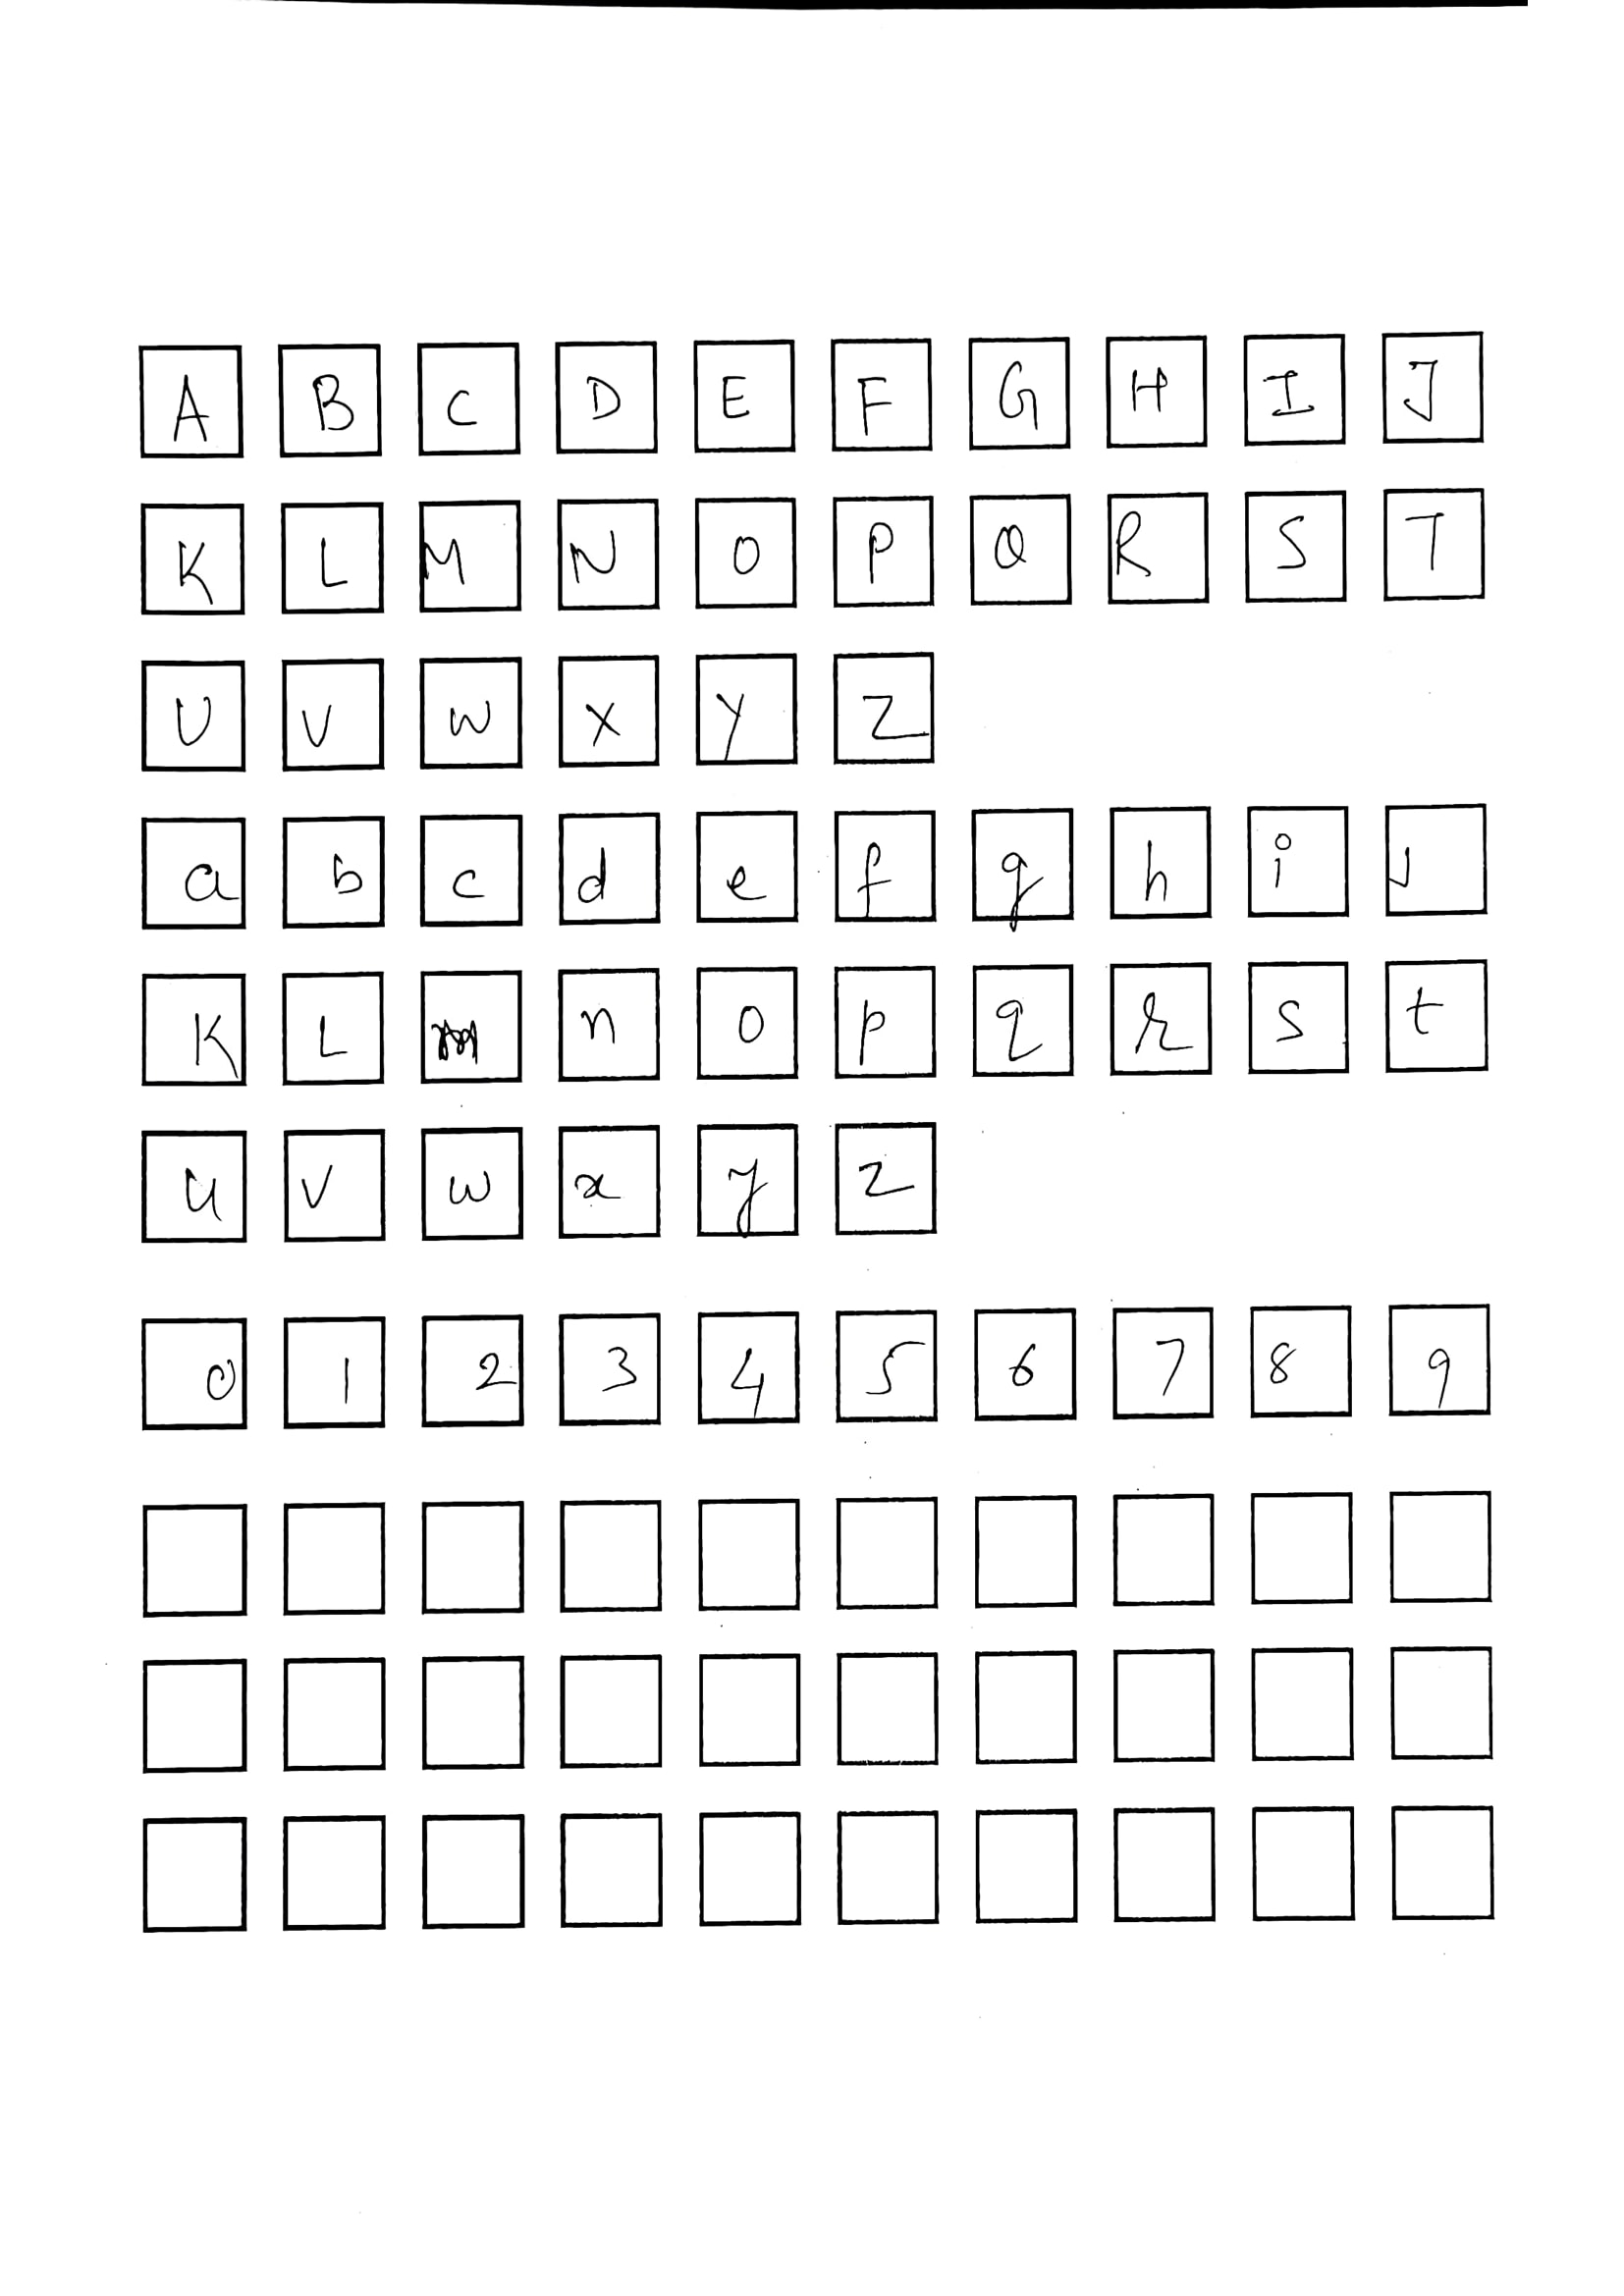 A B C D E F G H I J
K L M N O P Q R S T
U V W X Y Z
a b c d e f g h i j
K L m n o p q r s t
u v w x y z
0 1 2 3 4 5 6 7 8 9